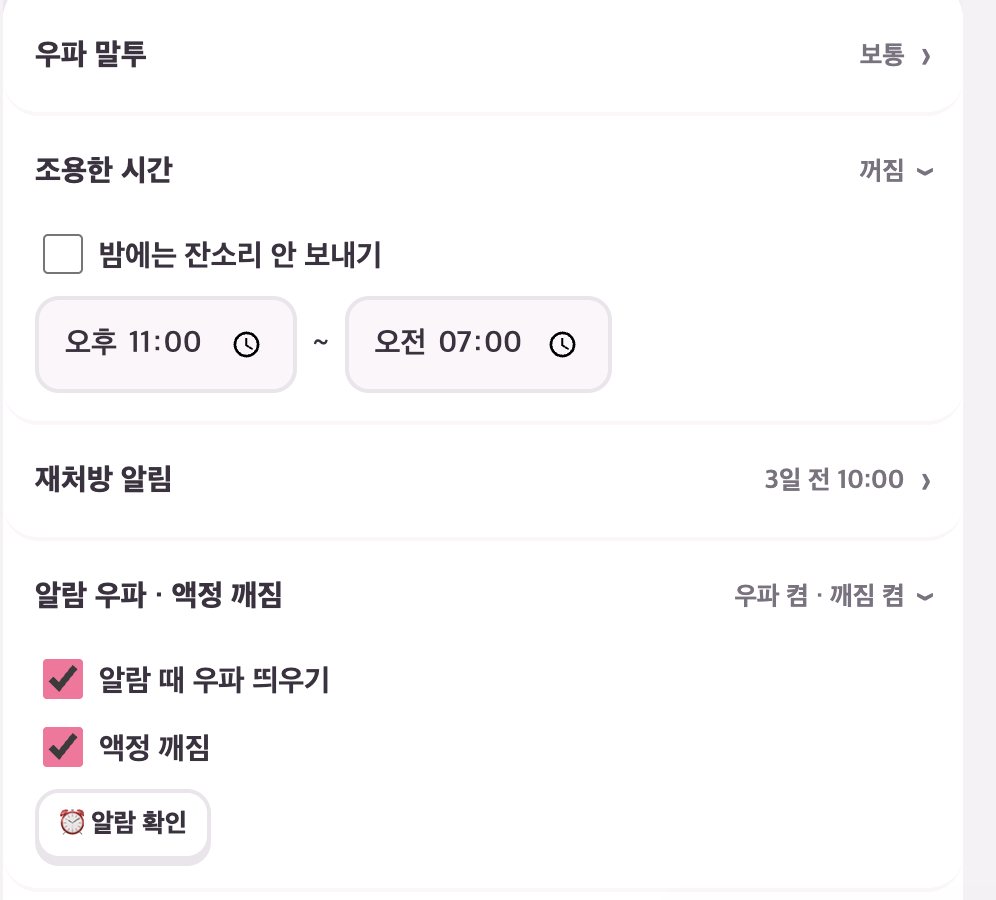 우파 말투 보통 ›
조용한 시간 꺼짐
밤에는 잔소리 안 보내기
오후 11:00 ~ 오전 07:00
재처방 알림 3일 전 10:00 ›
알람 우파 · 액정 깨짐 우파 켬 · 깨짐 켬
알람 때 우파 띄우기
액정 깨짐
⏰ 알람 확인